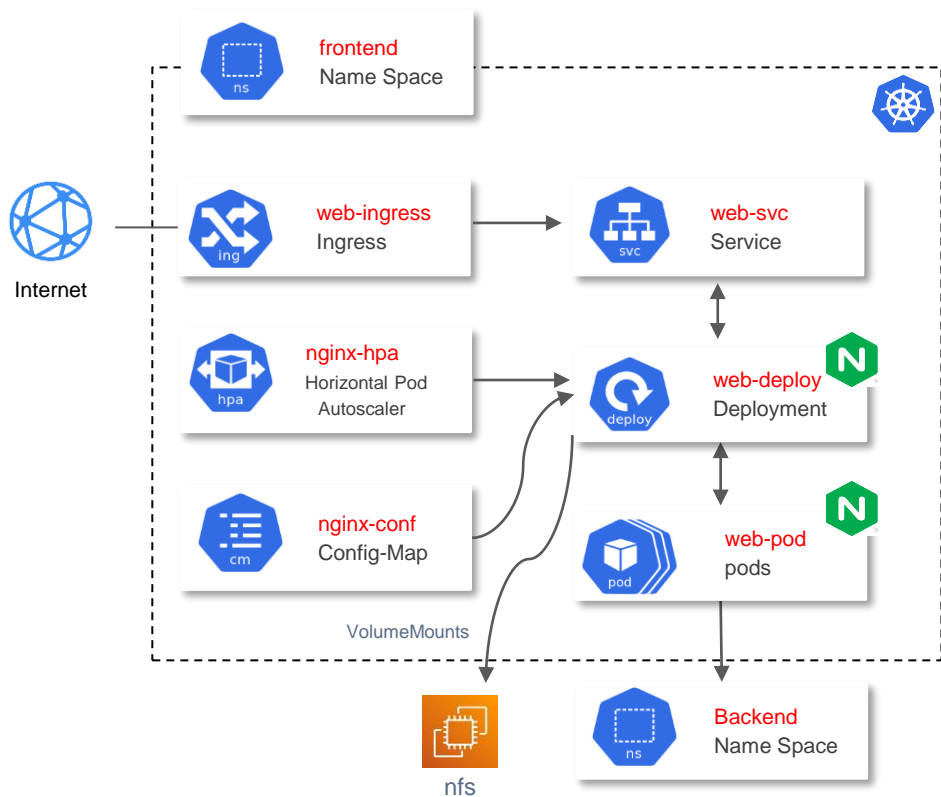 frontend
Name Space
ns
Internet
web-ingress
Ingress
ing
web-svc
Service
svc
nginx-hpa
Horizontal Pod
Autoscaler
hpa
web-deploy
Deployment
deploy
N
nginx-conf
Config-Map
cm
web-pod
pods
pod
N
VolumeMounts
nfs
Backend
Name Space
ns